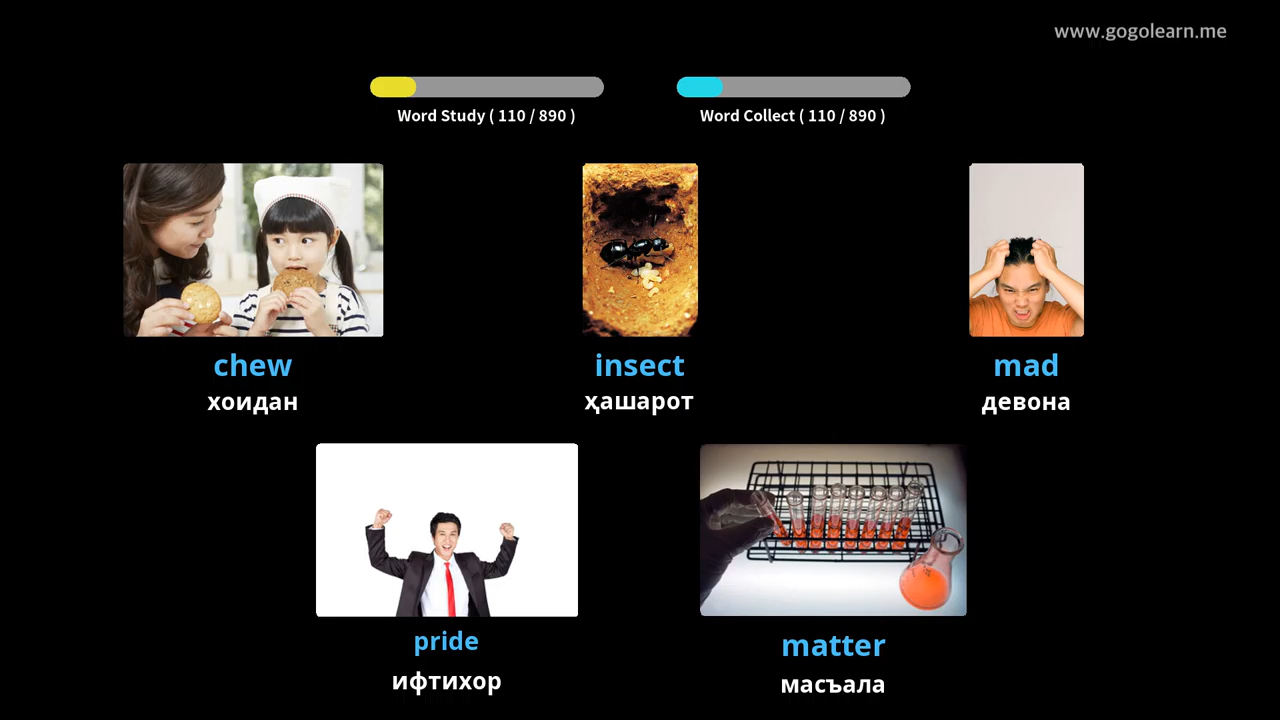 www.gogolearn.me
Word Study ( 110 / 890 )
Word Collect ( 110 / 890 )
chew
insect
mad
хоидан
ҳашарот
девона
pride
matter
ифтихор
масъала